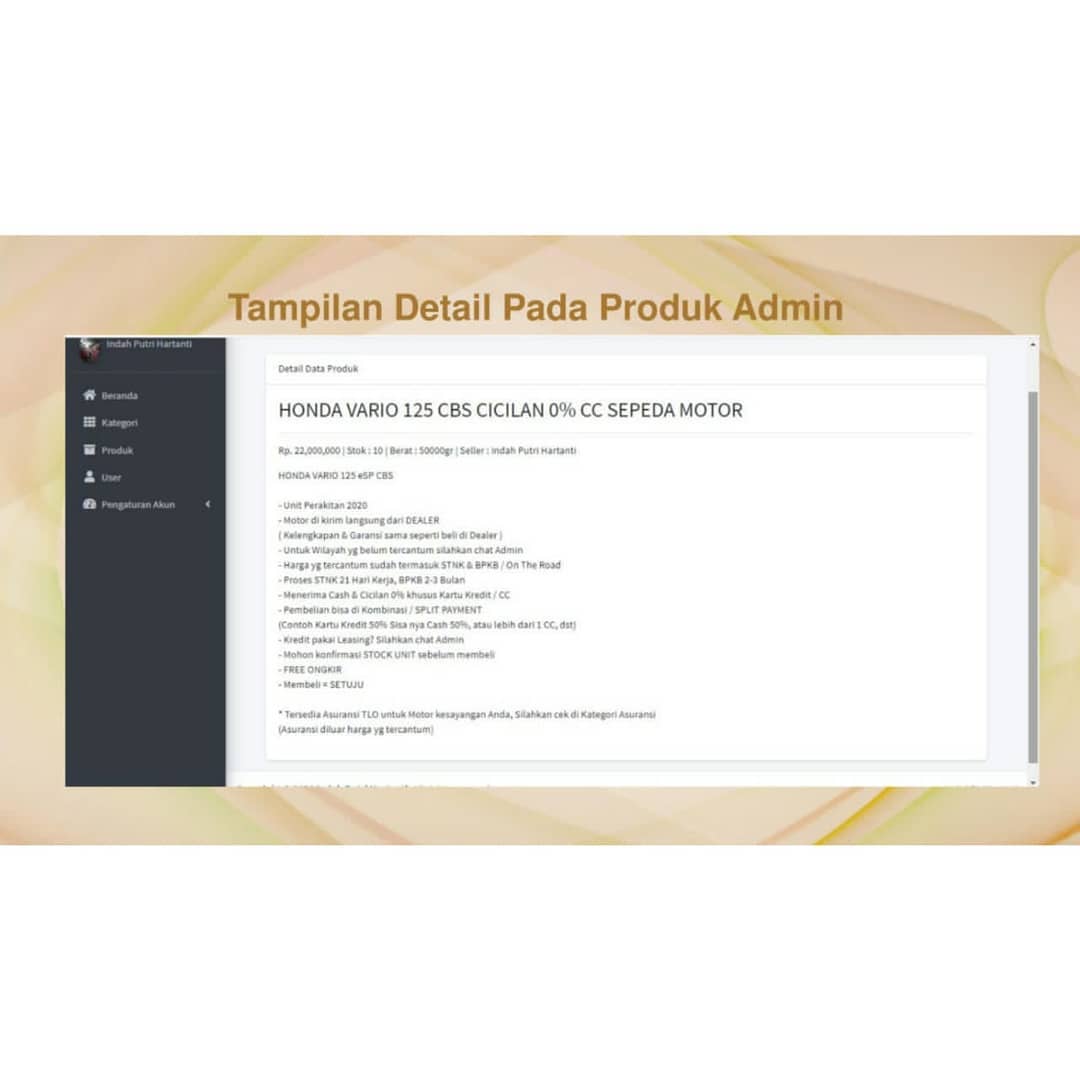 Tampilan Detail Pada Produk Admin
Indah Putri Hartanti
Beranda
Kategori
Produk
User
Pengaturan Akun
Detail Data Produk
HONDA VARIO 125 CBS CICILAN 0% CC SEPEDA MOTOR
Rp. 22,000,000 | Stok : 10 | Berat : 50000gr | Seller : Indah Putri Hartanti
HONDA VARIO 125 eSP CBS
- Unit Perakitan 2020
- Motor di kirim langsung dari DEALER
( Kelengkapan & Garansi sama seperti beli di Dealer )
- Untuk Wilayah yg belum tercantum silahkan chat Admin
- Harga yg tercantum sudah termasuk STNK & BPKB / On The Road
- Proses STNK 21 Hari Kerja, BPKB 2-3 Bulan
- Menerima Cash & Cicilan 0% khusus Kartu Kredit / CC
- Pembelian bisa di Kombinasi / SPLIT PAYMENT
(Contoh Kartu Kredit 50% Sisa nya Cash 50%, atau lebih dari 1 CC, dst)
- Kredit pakai Leasing? Silahkan chat Admin
- Mohon konfirmasi STOCK UNIT sebelum membeli
- FREE ONGKIR
- Membeli = SETUJU
* Tersedia Asuransi TLO untuk Motor kesayangan Anda, Silahkan cek di Kategori Asuransi
(Asuransi diluar harga yg tercantum)